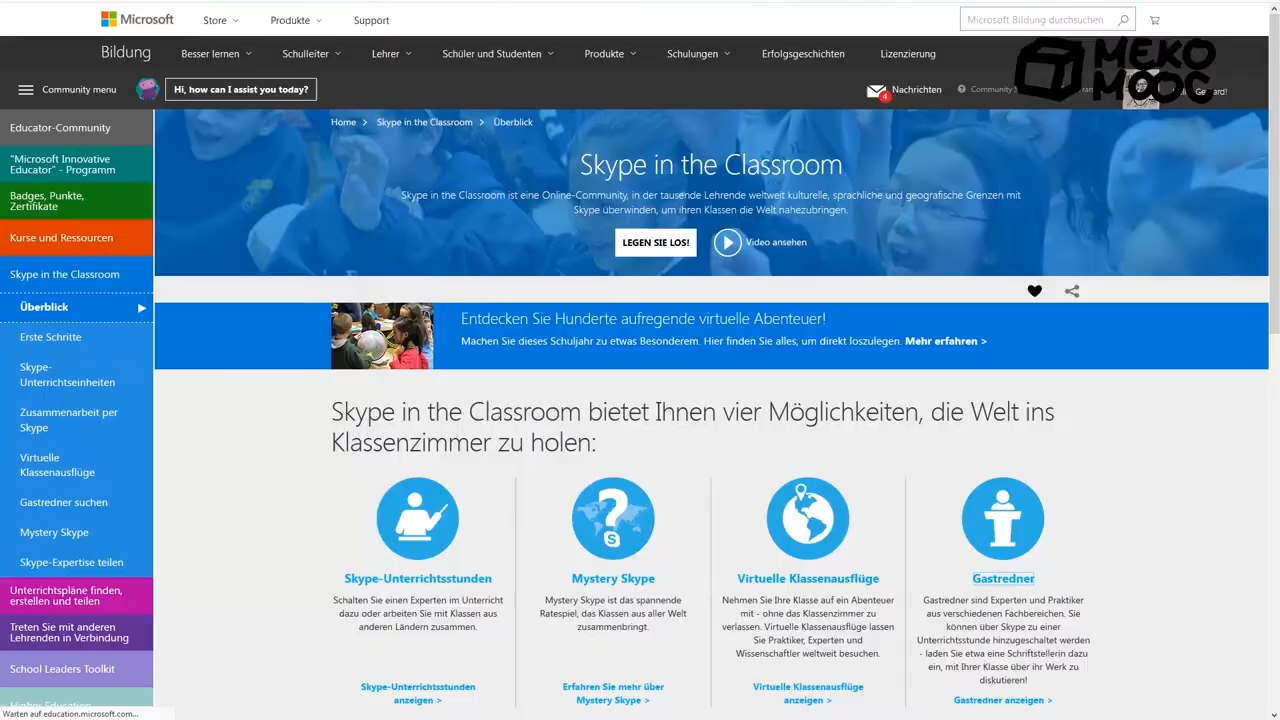 Microsoft Store Produkte Support Microsoft Bildung durchsuchen
Bildung Besser lernen Schulleiter Lehrer Schüler und Studenten Produkte Schulungen Erfolgsgeschichten Lizenzierung
MEKO
MOOC
Community menu Hi, how can I assist you today? 4 Nachrichten Community
Educator-Community
"Microsoft Innovative
Educator" - Programm
Badges, Punkte,
Zertifikate
Kurse und Ressourcen
Skype in the Classroom
Überblick
Erste Schritte
Skype-
Unterrichtseinheiten
Zusammenarbeit per
Skype
Virtuelle
Klassenausflüge
Gastredner suchen
Mystery Skype
Skype-Expertise teilen
Unterrichtspläne finden,
erstellen und teilen
Treten Sie mit anderen
Lehrenden in Verbindung
School Leaders Toolkit
Higher Education
Warten auf education.microsoft.com...
Home > Skype in the Classroom > Überblick
Skype in the Classroom
Skype in the Classroom ist eine Online-Community, in der tausende Lehrende weltweit kulturelle, sprachliche und geografische Grenzen mit
Skype überwinden, um ihren Klassen die Welt nahezubringen.
LEGEN SIE LOS! Video ansehen
Entdecken Sie Hunderte aufregende virtuelle Abenteuer!
Machen Sie dieses Schuljahr zu etwas Besonderem. Hier finden Sie alles, um direkt loszulegen. Mehr erfahren >
Skype in the Classroom bietet Ihnen vier Möglichkeiten, die Welt ins
Klassenzimmer zu holen:
Skype-Unterrichtsstunden
Schalten Sie einen Experten im Unterricht
dazu oder arbeiten Sie mit Klassen aus
anderen Ländern zusammen.
Skype-Unterrichtsstunden
anzeigen >
Mystery Skype
Mystery Skype ist das spannende
Ratespiel, das Klassen aus aller Welt
zusammenbringt.
Erfahren Sie mehr über
Mystery Skype >
Virtuelle Klassenausflüge
Nehmen Sie Ihre Klasse auf ein Abenteuer
mit - ohne das Klassenzimmer zu
verlassen. Virtuelle Klassenausflüge lassen
Sie Praktiker, Experten und
Wissenschaftler weltweit besuchen.
Virtuelle Klassenausflüge
anzeigen >
Gastredner
Gastredner sind Experten und Praktiker
aus verschiedenen Fachbereichen. Sie
können über Skype zu einer
Unterrichtsstunde hinzugeschaltet werden
- laden Sie etwa eine Schriftstellerin dazu
ein, mit Ihrer Klasse über ihr Werk zu
diskutieren!
Gastredner anzeigen >